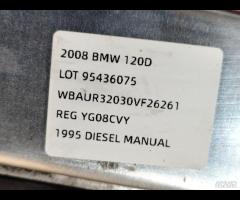 2008 BMW 120D
LOT 95436075
WBAUR32030VF26261
REG YG08CVY
1995 DIESEL MANUAL